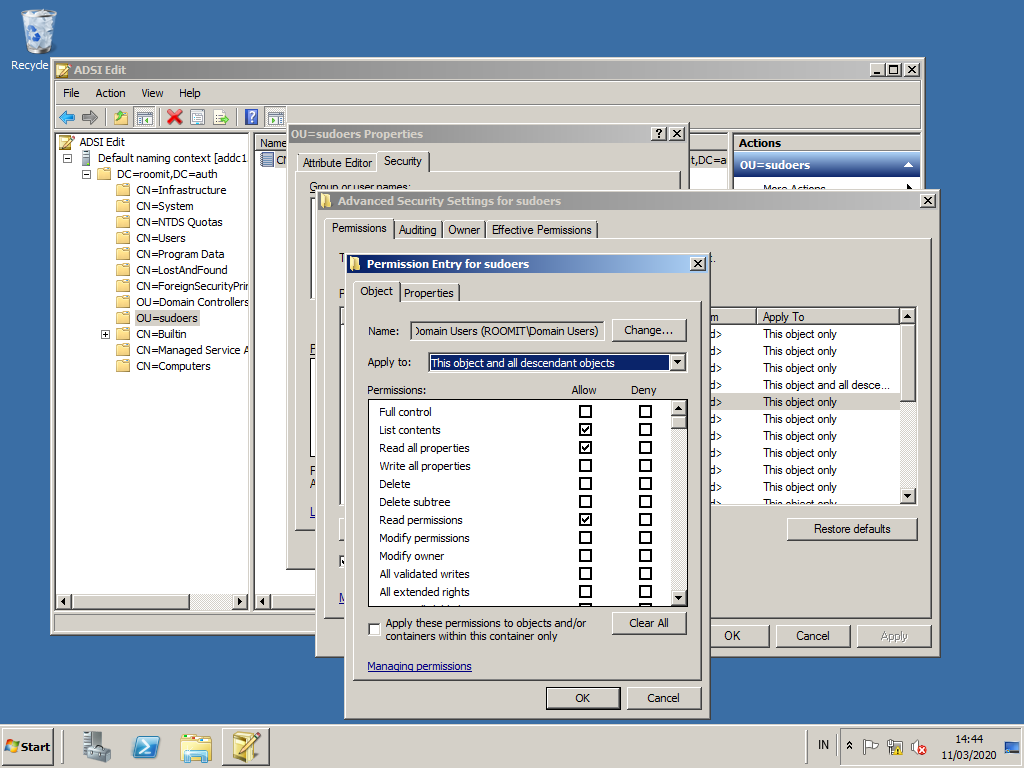 Recycle
ADSI Edit
File Action View Help
ADSI Edit
Default naming context [addc1
DC=roomit,DC=auth
CN=Infrastructure
CN=System
CN=NTDS Quotas
CN=Users
CN=Program Data
CN=LostAndFound
CN=ForeignSecurityPrin
OU=Domain Controllers
OU=sudoers
CN=Builtin
CN=Managed Service A
CN=Computers
Name
CN
t,DC=a
Actions
OU=sudoers
More Actions
OU=sudoers Properties
Attribute Editor Security
Group or user names:
Advanced Security Settings for sudoers
Permissions Auditing Owner Effective Permissions
m Apply To
d> This object only
d> This object only
d> This object only
d> This object and all desce...
d> This object only
d> This object only
d> This object only
d> This object only
d> This object only
d> This object only
d> This object only
Restore defaults
OK Cancel Apply
Permission Entry for sudoers
Object Properties
Name: Domain Users (ROOMIT\Domain Users) Change...
Apply to: This object and all descendant objects
Permissions: Allow Deny
Full control
List contents
Read all properties
Write all properties
Delete
Delete subtree
Read permissions
Modify permissions
Modify owner
All validated writes
All extended rights
Apply these permissions to objects and/or
containers within this container only
Clear All
Managing permissions
OK Cancel
Start
IN
14:44
11/03/2020